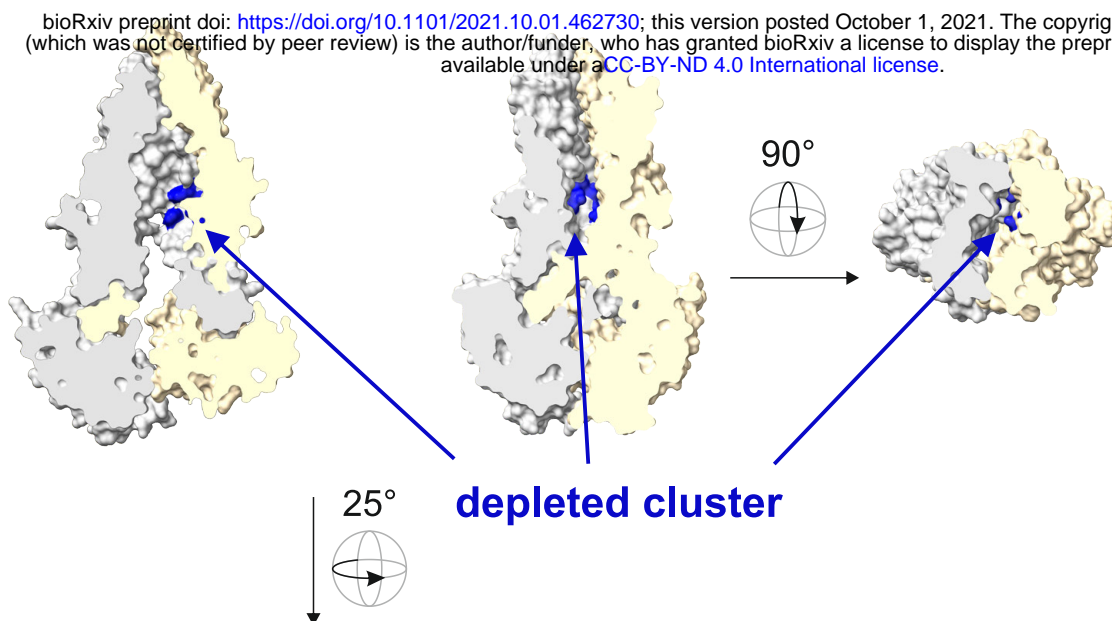 bioRxiv preprint doi: https://doi.org/10.1101/2021.10.01.462730; this version posted October 1, 2021. The copyrig
(which was not certified by peer review) is the author/funder, who has granted bioRxiv a license to display the prepr
available under aCC-BY-ND 4.0 International license.
90°
depleted cluster
25°